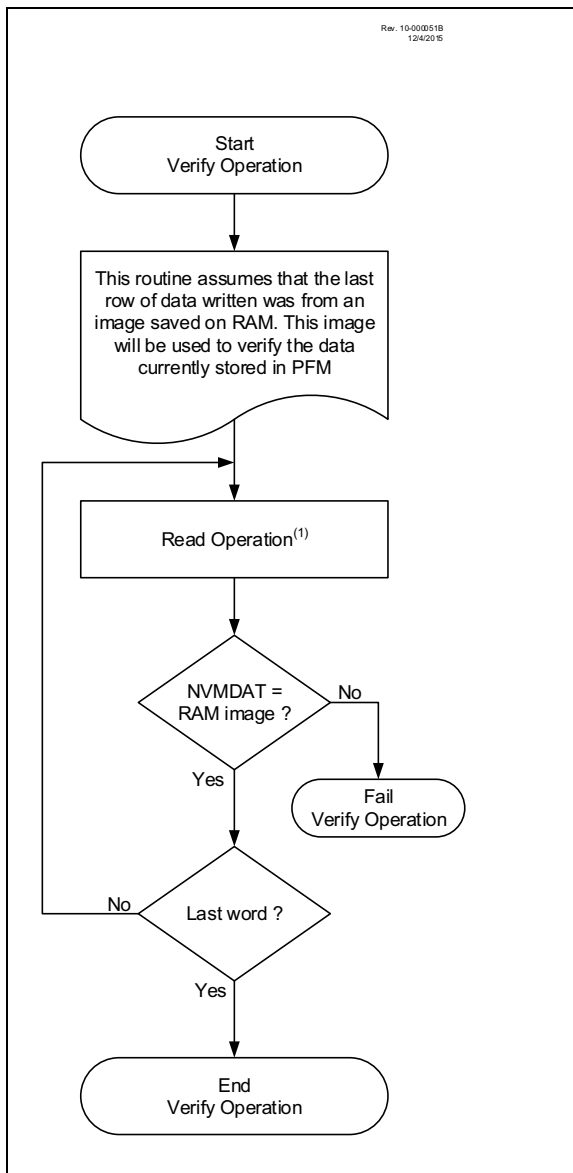 Rev. 10-000051B
12/4/2015
Start
Verify Operation
This routine assumes that the last
row of data written was from an
image saved on RAM. This image
will be used to verify the data
currently stored in PFM
Read Operation(1)
NVMDAT =
RAM image ?
No
Yes
Fail
Verify Operation
No
Last word ?
Yes
End
Verify Operation